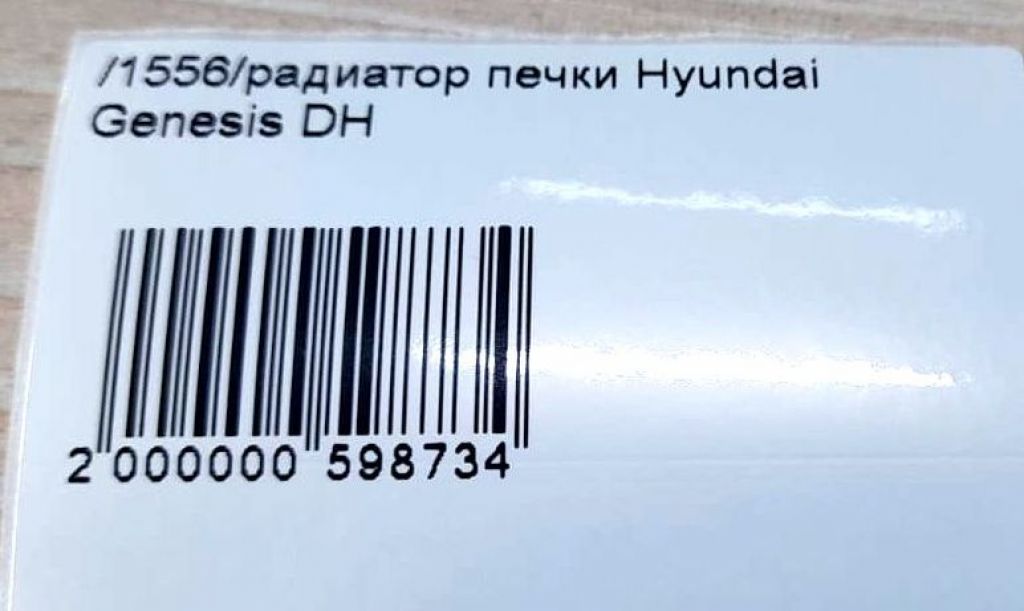 /1556/радиатор печки Hyundai
Genesis DH
2 000000 598734